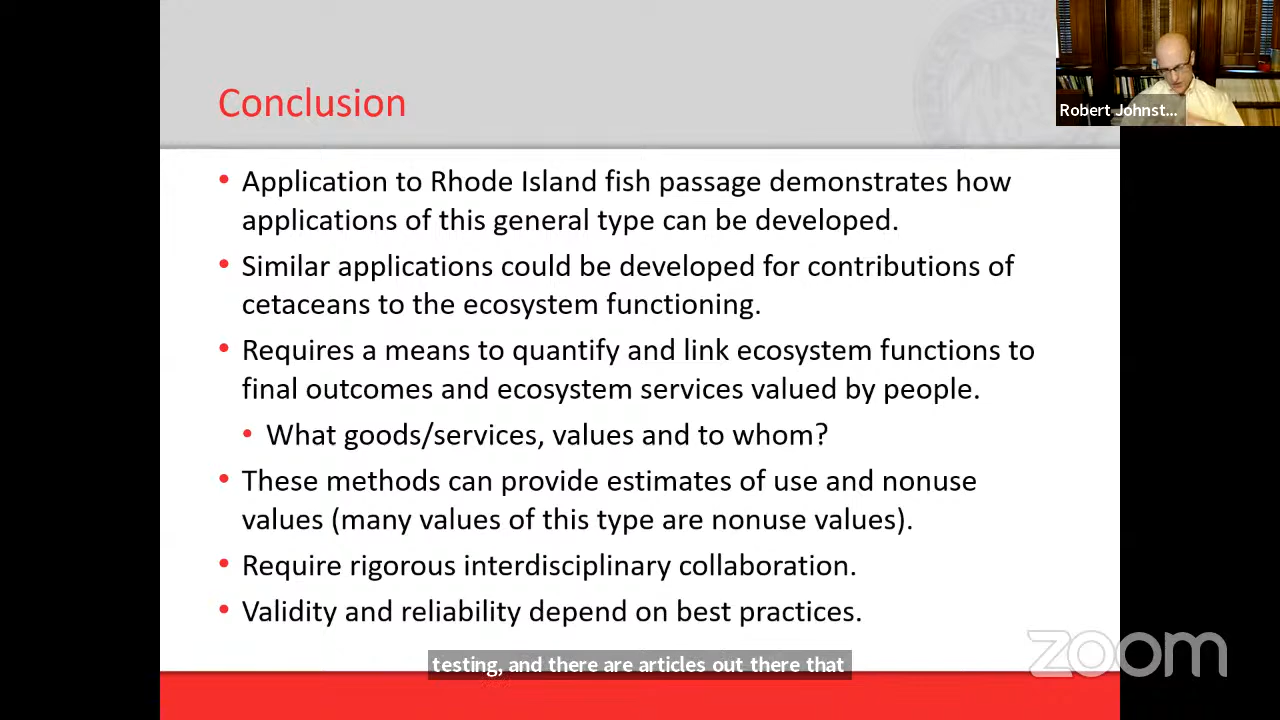 Conclusion
Robert Johnst...
• Application to Rhode Island fish passage demonstrates how
applications of this general type can be developed.
• Similar applications could be developed for contributions of
cetaceans to the ecosystem functioning.
• Requires a means to quantify and link ecosystem functions to
final outcomes and ecosystem services valued by people.
• What goods/services, values and to whom?
• These methods can provide estimates of use and nonuse
values (many values of this type are nonuse values).
• Require rigorous interdisciplinary collaboration.
• Validity and reliability depend on best practices.
zoom
testing, and there are articles out there that